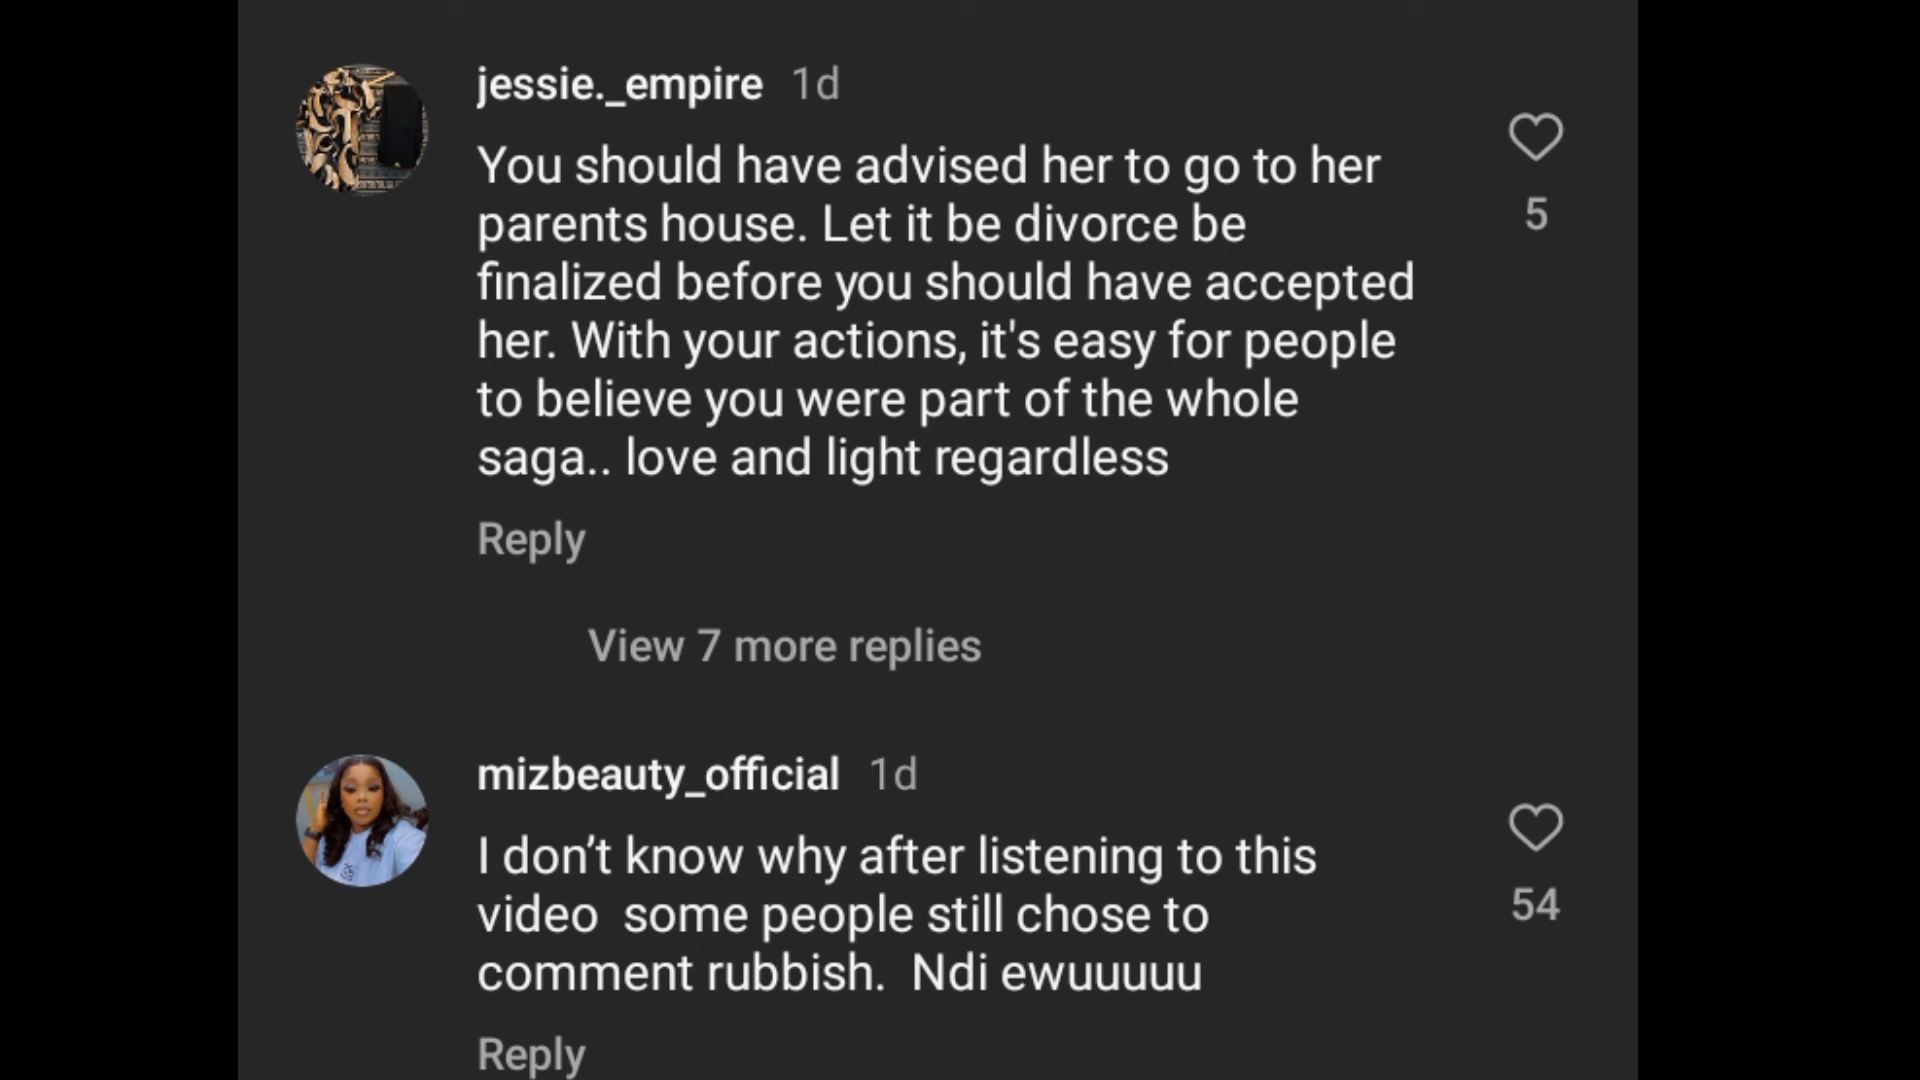 jessie._empire 1d
You should have advised her to go to her
parents house. Let it be divorce be
finalized before you should have accepted
her. With your actions, it's easy for people
to believe you were part of the whole
saga.. love and light regardless
5
Reply
View 7 more replies
mizbeauty_official 1d
I don’t know why after listening to this
video  some people still chose to
comment rubbish.  Ndi ewuuuuu
54
Reply